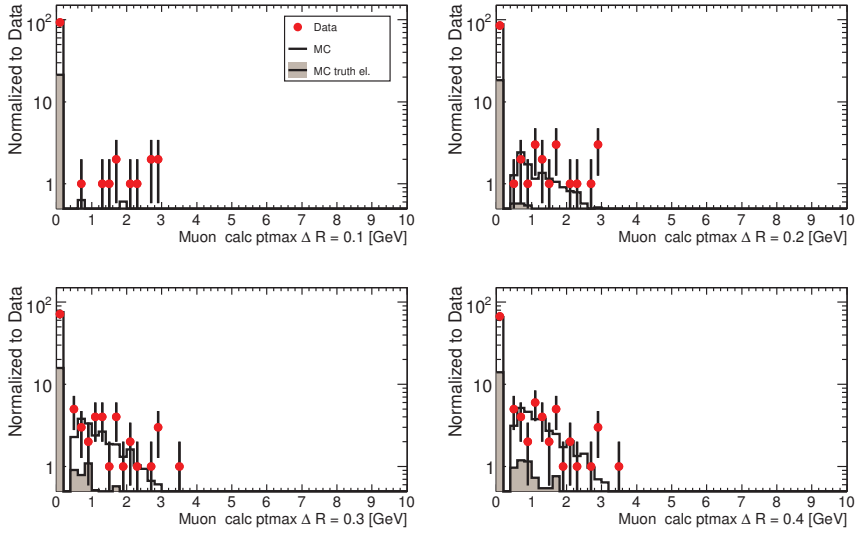 Normalized to Data
10²
10
1
Data
MC
MC truth el.
0 1 2 3 4 5 6 7 8 9 10
Muon calc ptmax Δ R = 0.1 [GeV]
Normalized to Data
10²
10
1
0 1 2 3 4 5 6 7 8 9 10
Muon calc ptmax Δ R = 0.2 [GeV]
Normalized to Data
10²
10
1
0 1 2 3 4 5 6 7 8 9 10
Muon calc ptmax Δ R = 0.3 [GeV]
Normalized to Data
10²
10
1
0 1 2 3 4 5 6 7 8 9 10
Muon calc ptmax Δ R = 0.4 [GeV]